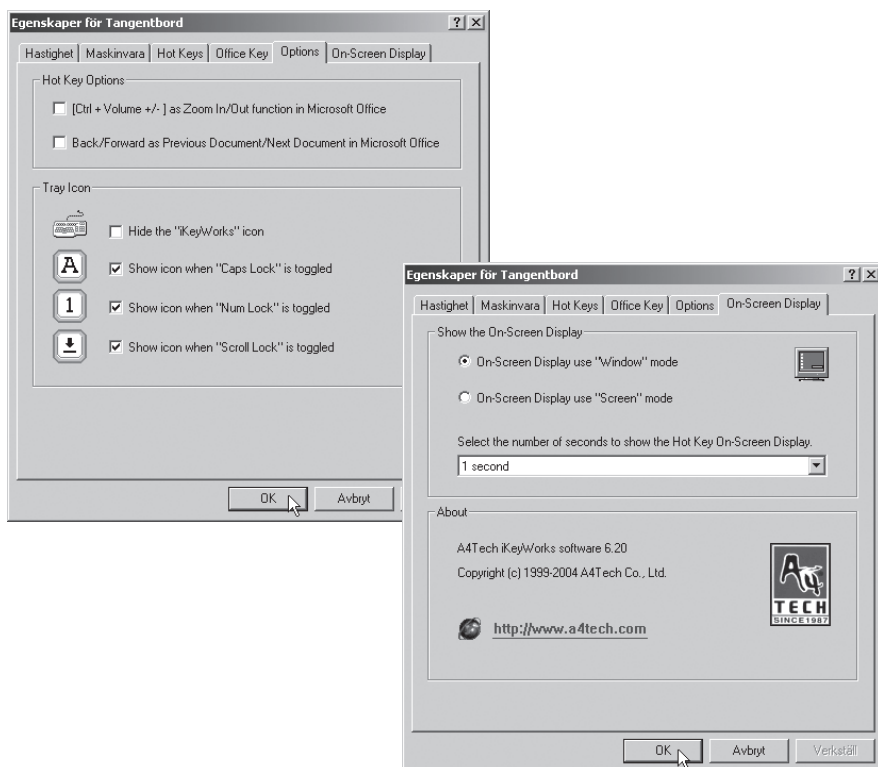 Egenskaper för Tangentbord
Hastighet Maskinvara Hot Keys Office Key Options On-Screen Display
Hot Key Options
[Ctrl + Volume +/- ] as Zoom In/Out function in Microsoft Office
Back/Forward as Previous Document/Next Document in Microsoft Office
Tray Icon
Hide the "iKeyWorks" icon
A Show icon when "Caps Lock" is toggled
1 Show icon when "Num Lock" is toggled
Show icon when "Scroll Lock" is toggled
OK Avbryt
Egenskaper för Tangentbord
Hastighet Maskinvara Hot Keys Office Key Options On-Screen Display
Show the On-Screen Display
On-Screen Display use "Window" mode
On-Screen Display use "Screen" mode
Select the number of seconds to show the Hot Key On-Screen Display.
1 second
About
A4Tech iKeyWorks software 6.20
Copyright (c) 1999-2004 A4Tech Co., Ltd.
http://www.a4tech.com
A4
TECH
SINCE1987
OK Avbryt Verkställ